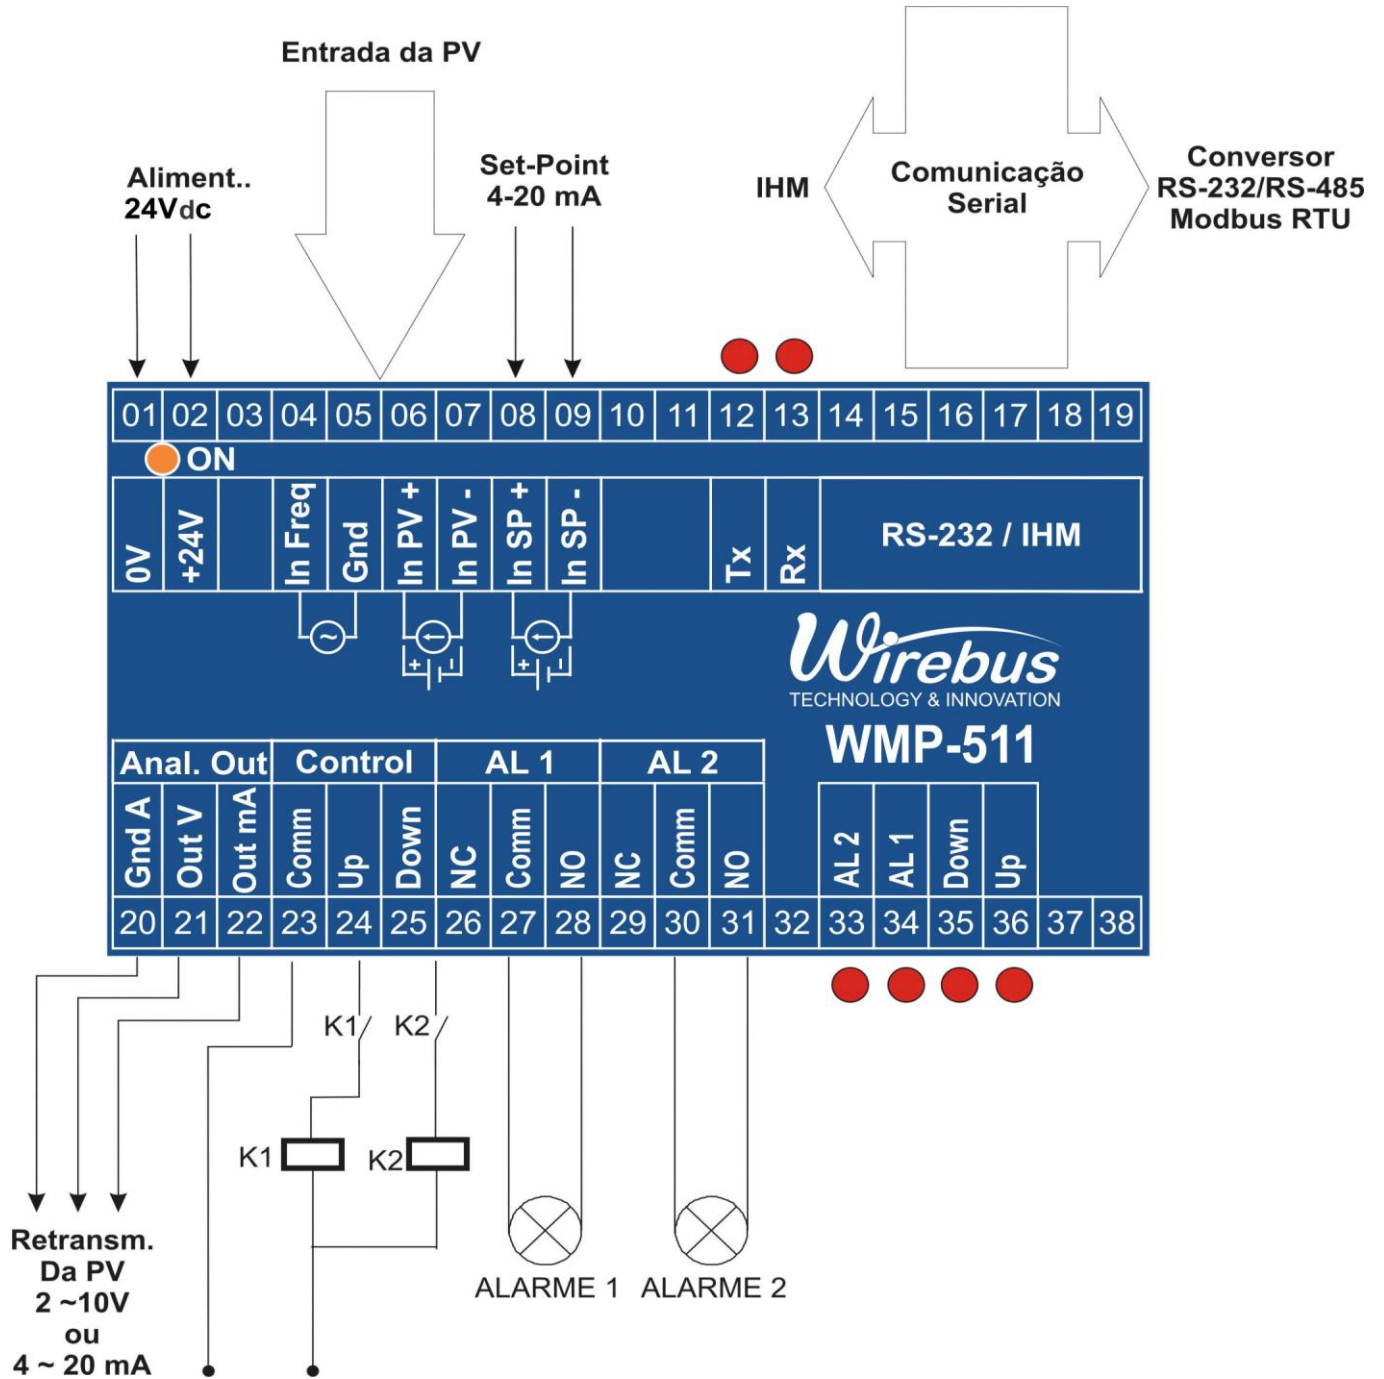 Entrada da PV
Aliment..
24Vdc
Set-Point
4-20 mA
IHM
Comunicação
Serial
Conversor
RS-232/RS-485
Modbus RTU
01 02 03 04 05 06 07 08 09 10 11 12 13 14 15 16 17 18 19
ON
0V
+24V
In Freq
Gnd
In PV +
In PV -
In SP +
In SP -
Tx
Rx
RS-232 / IHM
~
+ -
+ -
Wirebus
TECHNOLOGY & INNOVATION
WMP-511
Anal. Out
Control
AL 1
AL 2
Gnd A
Out V
Out mA
Comm
Up
Down
NC
Comm
NO
NC
Comm
NO
AL 2
AL 1
Down
Up
20 21 22 23 24 25 26 27 28 29 30 31 32 33 34 35 36 37 38
K1
K2
K1
K2
Retransm.
Da PV
2 ~10V
ou
4 ~ 20 mA
ALARME 1
ALARME 2